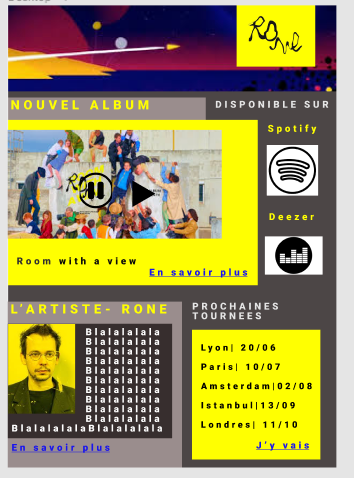 Rone
NOUVEL ALBUM
DISPONIBLE SUR
Spotify
Deezer
Room with a view
En savoir plus
L'ARTISTE- RONE
Blalalalala
Blalalalala
Blalalalala
Blalalalala
Blalalalala
Blalalalala
Blalalalala
Blalalalala
Blalalalala
Blalalalala
BlalalalalaBlalalalala
En savoir plus
PROCHAINES
TOURNEES
Lyon| 20/06
Paris| 10/07
Amsterdam|02/08
Istanbul|13/09
Londres| 11/10
J'y vais